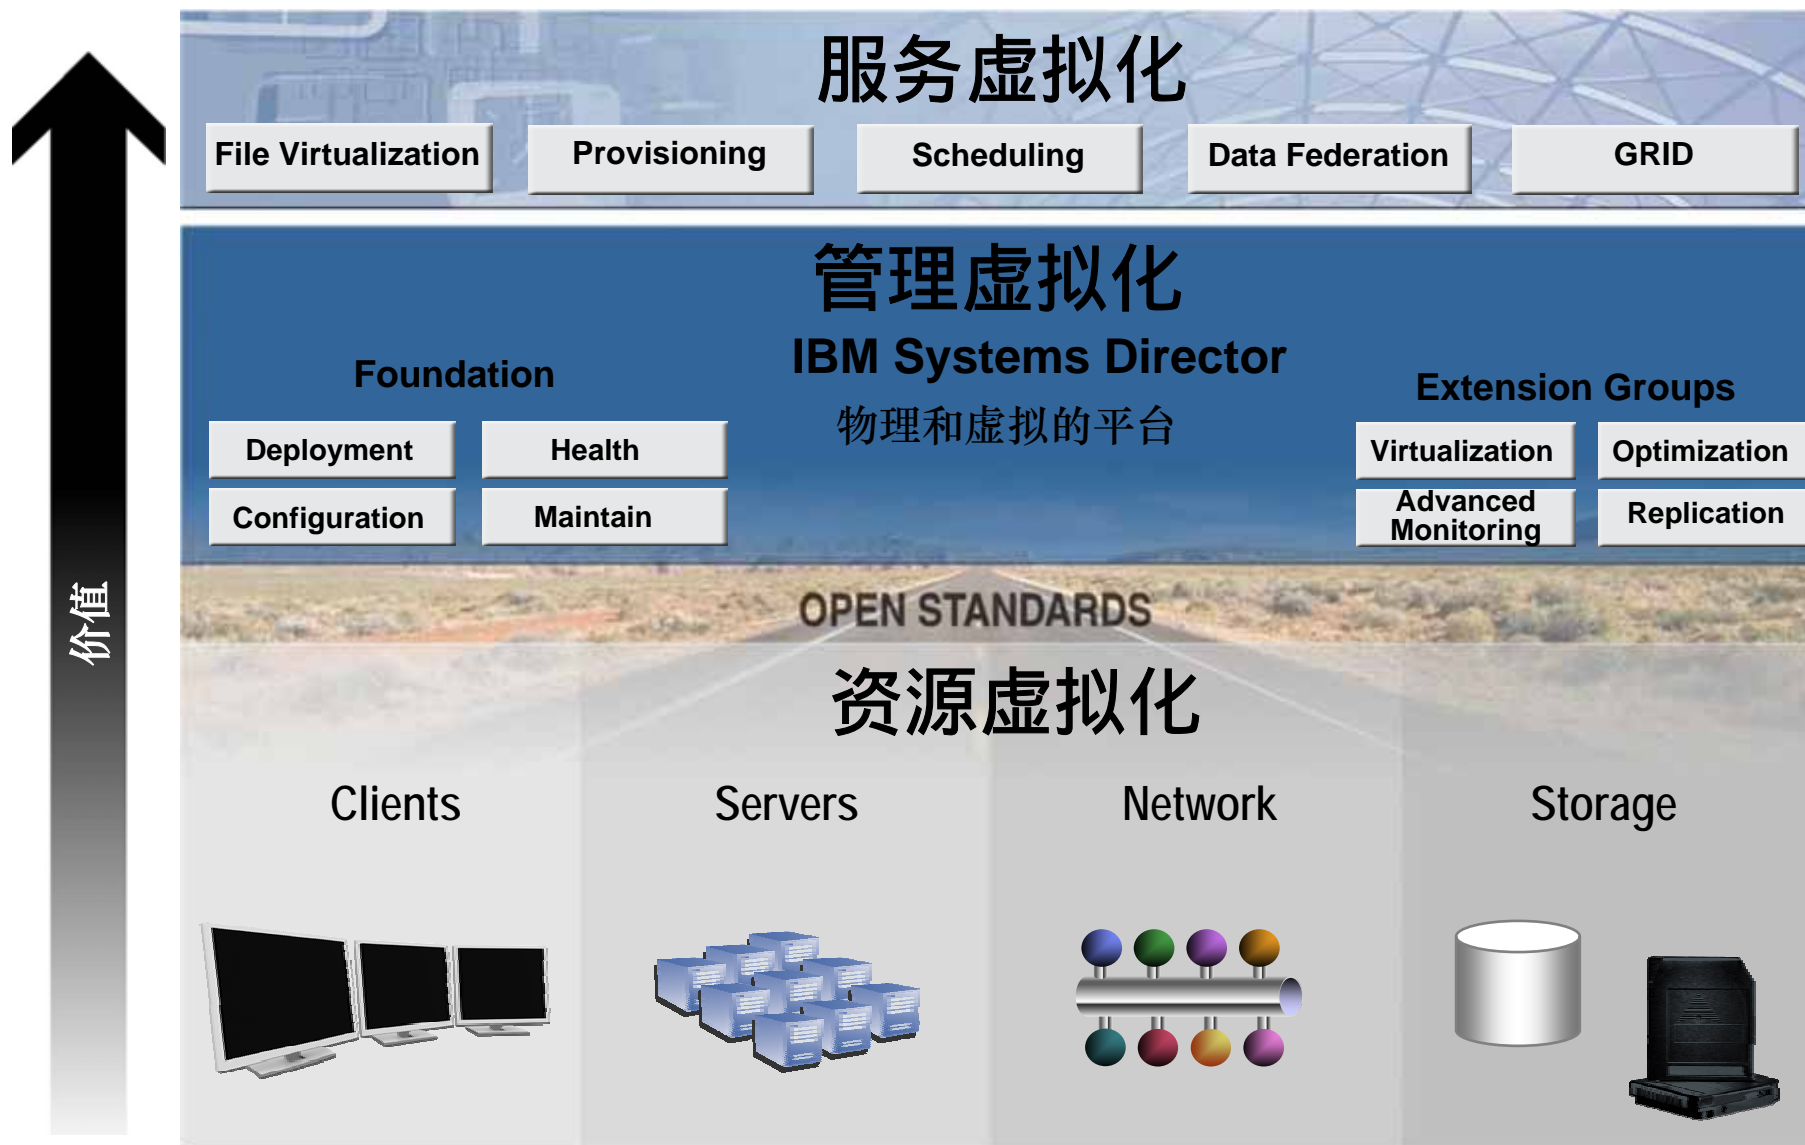 服务虚拟化
File Virtualization
Provisioning
Scheduling
Data Federation
GRID
管理虚拟化
IBM Systems Director
物理和虚拟的平台
Foundation
Deployment
Health
Configuration
Maintain
Extension Groups
Virtualization
Optimization
Advanced
Monitoring
Replication
价值
OPEN STANDARDS
资源虚拟化
Clients
Servers
Network
Storage